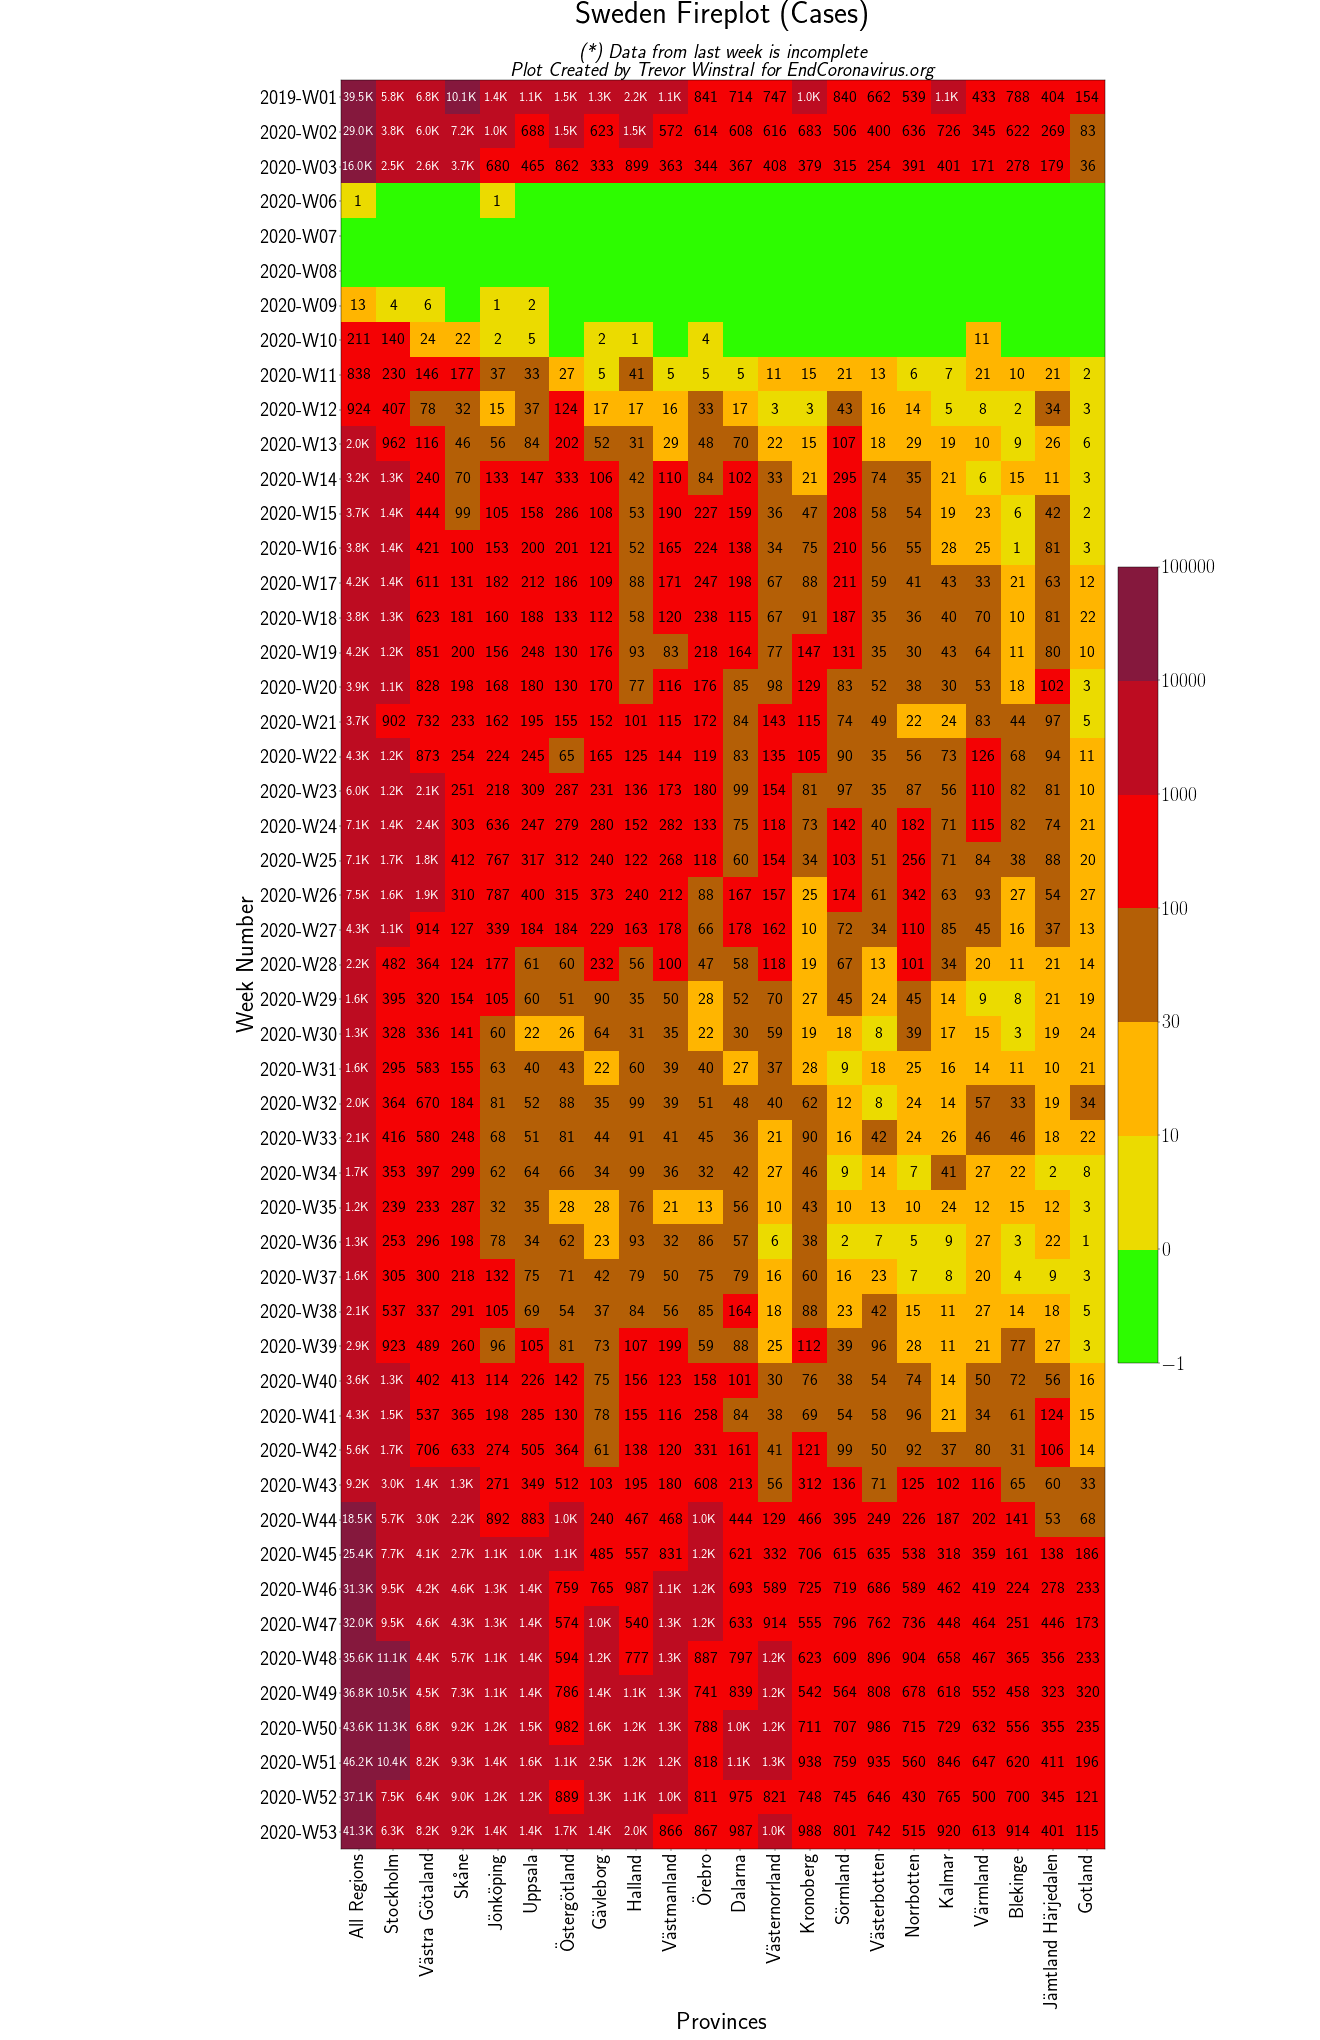 Sweden Fireplot (Cases)
(*) Data from last week is incomplete
Plot Created by Trevor Winstral for EndCoronavirus.org
2019-W01 39.5K 5.8K 6.8K 10.1K 1.4K 1.1K 1.5K 1.3K 2.2K 1.1K 841 714 747 1.0K 840 662 539 1.1K 433 788 404 154
2020-W02 29.0K 3.8K 6.0K 7.2K 1.0K 688 1.5K 623 1.5K 572 614 608 616 683 506 400 636 726 345 622 269 83
2020-W03 16.0K 2.5K 2.6K 3.7K 680 465 862 333 899 363 344 367 408 379 315 254 391 401 171 278 179 36
2020-W06 1 1
2020-W07
2020-W08
2020-W09 13 4 6 1 2
2020-W10 211 140 24 22 2 5 2 1 4 11
2020-W11 838 230 146 177 37 33 27 5 41 5 5 5 11 15 21 13 6 7 21 10 21 2
2020-W12 924 407 78 32 15 37 124 17 17 16 33 17 3 3 43 16 14 5 8 2 34 3
2020-W13 2.0K 962 116 46 56 84 202 52 31 29 48 70 22 15 107 18 29 19 10 9 26 6
2020-W14 3.2K 1.3K 240 70 133 147 333 106 42 110 84 102 33 21 295 74 35 21 6 15 11 3
2020-W15 3.7K 1.4K 444 99 105 158 286 108 53 190 227 159 36 47 208 58 54 19 23 6 42 2
2020-W16 3.8K 1.4K 421 100 153 200 201 121 52 165 224 138 34 75 210 56 55 28 25 1 81 3
2020-W17 4.2K 1.4K 611 131 182 212 186 109 88 171 247 198 67 88 211 59 41 43 33 21 63 12
2020-W18 3.8K 1.3K 623 181 160 188 133 112 58 120 238 115 67 91 187 35 36 40 70 10 81 22
2020-W19 4.2K 1.2K 851 200 156 248 130 176 93 83 218 164 77 147 131 35 30 43 64 11 80 10
2020-W20 3.9K 1.1K 828 198 168 180 130 170 77 116 176 85 98 129 83 52 38 30 53 18 102 3
2020-W21 3.7K 902 732 233 162 195 155 152 101 115 172 84 143 115 74 49 22 24 83 44 97 5
2020-W22 4.3K 1.2K 873 254 224 245 65 165 125 144 119 83 135 105 90 35 56 73 126 68 94 11
2020-W23 6.0K 1.2K 2.1K 251 218 309 287 231 136 173 180 99 154 81 97 35 87 56 110 82 81 10
2020-W24 7.1K 1.4K 2.4K 303 636 247 279 280 152 282 133 75 118 73 142 40 182 71 115 82 74 21
2020-W25 7.1K 1.7K 1.8K 412 767 317 312 240 122 268 118 60 154 34 103 51 256 71 84 38 88 20
2020-W26 7.5K 1.6K 1.9K 310 787 400 315 373 240 212 88 167 157 25 174 61 342 63 93 27 54 27
2020-W27 4.3K 1.1K 914 127 339 184 184 229 163 178 66 178 162 10 72 34 110 85 45 16 37 13
2020-W28 2.2K 482 364 124 177 61 60 232 56 100 47 58 118 19 67 13 101 34 20 11 21 14
2020-W29 1.6K 395 320 154 105 60 51 90 35 50 28 52 70 27 45 24 45 14 9 8 21 19
2020-W30 1.3K 328 336 141 60 22 26 64 31 35 22 30 59 19 18 8 39 17 15 3 19 24
2020-W31 1.6K 295 583 155 63 40 43 22 60 39 40 27 37 28 9 18 25 16 14 11 10 21
2020-W32 2.0K 364 670 184 81 52 88 35 99 39 51 48 40 62 12 8 24 14 57 33 19 34
2020-W33 2.1K 416 580 248 68 51 81 44 91 41 45 36 21 90 16 42 24 26 46 46 18 22
2020-W34 1.7K 353 397 299 62 64 66 34 99 36 32 42 27 46 9 14 7 41 27 22 2 8
2020-W35 1.2K 239 233 287 32 35 28 28 76 21 13 56 10 43 10 13 10 24 12 15 12 3
2020-W36 1.3K 253 296 198 78 34 62 23 93 32 86 57 6 38 2 7 5 9 27 3 22 1
2020-W37 1.6K 305 300 218 132 75 71 42 79 50 75 79 16 60 16 23 7 8 20 4 9 3
2020-W38 2.1K 537 337 291 105 69 54 37 84 56 85 164 18 88 23 42 15 11 27 14 18 5
2020-W39 2.9K 923 489 260 96 105 81 73 107 199 59 88 25 112 39 96 28 11 21 77 27 3
2020-W40 3.6K 1.3K 402 413 114 226 142 75 156 123 158 101 30 76 38 54 74 14 50 72 56 16
2020-W41 4.3K 1.5K 537 365 198 285 130 78 155 116 258 84 38 69 54 58 96 21 34 61 124 15
2020-W42 5.6K 1.7K 706 633 274 505 364 61 138 120 331 161 41 121 99 50 92 37 80 31 106 14
2020-W43 9.2K 3.0K 1.4K 1.3K 271 349 512 103 195 180 608 213 56 312 136 71 125 102 116 65 60 33
2020-W44 18.5K 5.7K 3.0K 2.2K 892 883 1.0K 240 467 468 1.0K 444 129 466 395 249 226 187 202 141 53 68
2020-W45 25.4K 7.7K 4.1K 2.7K 1.1K 1.0K 1.1K 485 557 831 1.2K 621 332 706 615 635 538 318 359 161 138 186
2020-W46 31.3K 9.5K 4.2K 4.6K 1.3K 1.4K 759 765 987 1.1K 1.2K 693 589 725 719 686 589 462 419 224 278 233
2020-W47 32.0K 9.5K 4.6K 4.3K 1.3K 1.4K 574 1.0K 540 1.3K 1.2K 633 914 555 796 762 736 448 464 251 446 173
2020-W48 35.6K 11.1K 4.4K 5.7K 1.1K 1.4K 594 1.2K 777 1.3K 887 797 1.2K 623 609 896 904 658 467 365 356 233
2020-W49 36.8K 10.5K 4.5K 7.3K 1.1K 1.4K 786 1.4K 1.1K 1.3K 741 839 1.2K 542 564 808 678 618 552 458 323 320
2020-W50 43.6K 11.3K 6.8K 9.2K 1.2K 1.5K 982 1.6K 1.2K 1.3K 788 1.0K 1.2K 711 707 986 715 729 632 556 355 235
2020-W51 46.2K 10.4K 8.2K 9.3K 1.4K 1.6K 1.1K 2.5K 1.2K 1.2K 818 1.1K 1.3K 938 759 935 560 846 647 620 411 196
2020-W52 37.1K 7.5K 6.4K 9.0K 1.2K 1.2K 889 1.3K 1.1K 1.0K 811 975 821 748 745 646 430 765 500 700 345 121
2020-W53 41.3K 6.3K 8.2K 9.2K 1.4K 1.4K 1.7K 1.4K 2.0K 866 867 987 1.0K 988 801 742 515 920 613 914 401 115
Week Number
All Regions
Stockholm
Västra Götaland
Skåne
Jönköping
Uppsala
Östergötland
Gävleborg
Halland
Västmanland
Örebro
Dalarna
Västernorrland
Kronoberg
Sörmland
Västerbotten
Norrbotten
Kalmar
Värmland
Blekinge
Jämtland Härjedalen
Gotland
Provinces
100000
10000
1000
100
30
10
0
−1